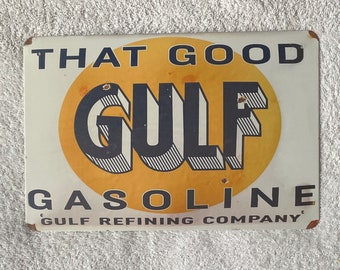 THAT GOOD
GULF
GASOLINE
GULF REFINING COMPANY